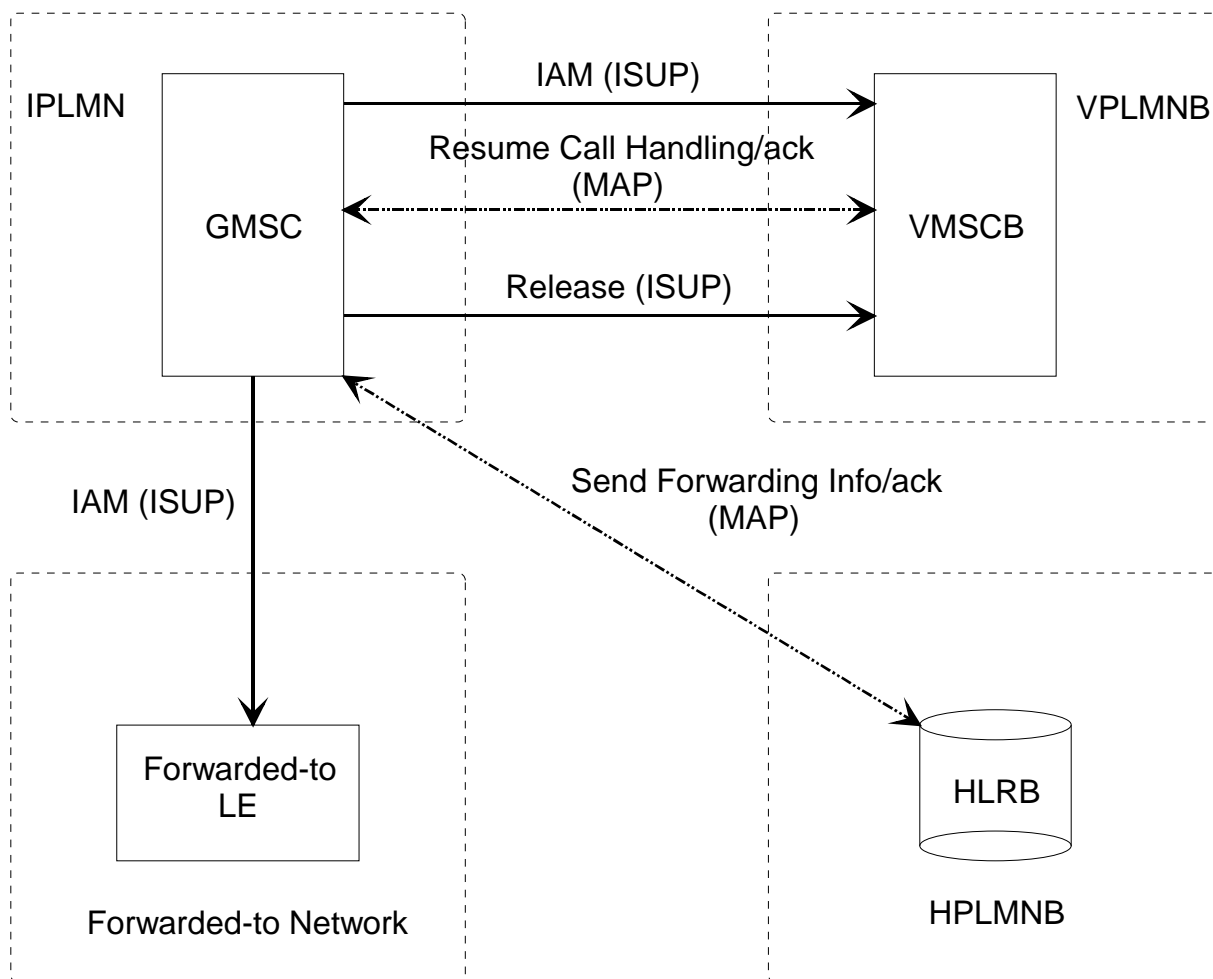 IAM (ISUP)
IPLMN
VPLMNB
Resume Call Handling/ack
(MAP)
GMSC
VMSCB
Release (ISUP)
Send Forwarding Info/ack
(MAP)
IAM (ISUP)
Forwarded-to
LE
HLRB
Forwarded-to Network
HPLMNB